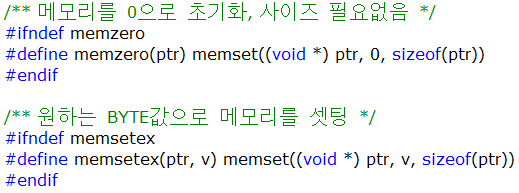 /** 메모리를 0으로 초기화, 사이즈 필요없음 */
#ifndef memzero
#define memzero(ptr) memset((void *) ptr, 0, sizeof(ptr))
#endif
/** 원하는 BYTE값으로 메모리를 셋팅 */
#ifndef memsetex
#define memsetex(ptr, v) memset((void *) ptr, v, sizeof(ptr))
#endif